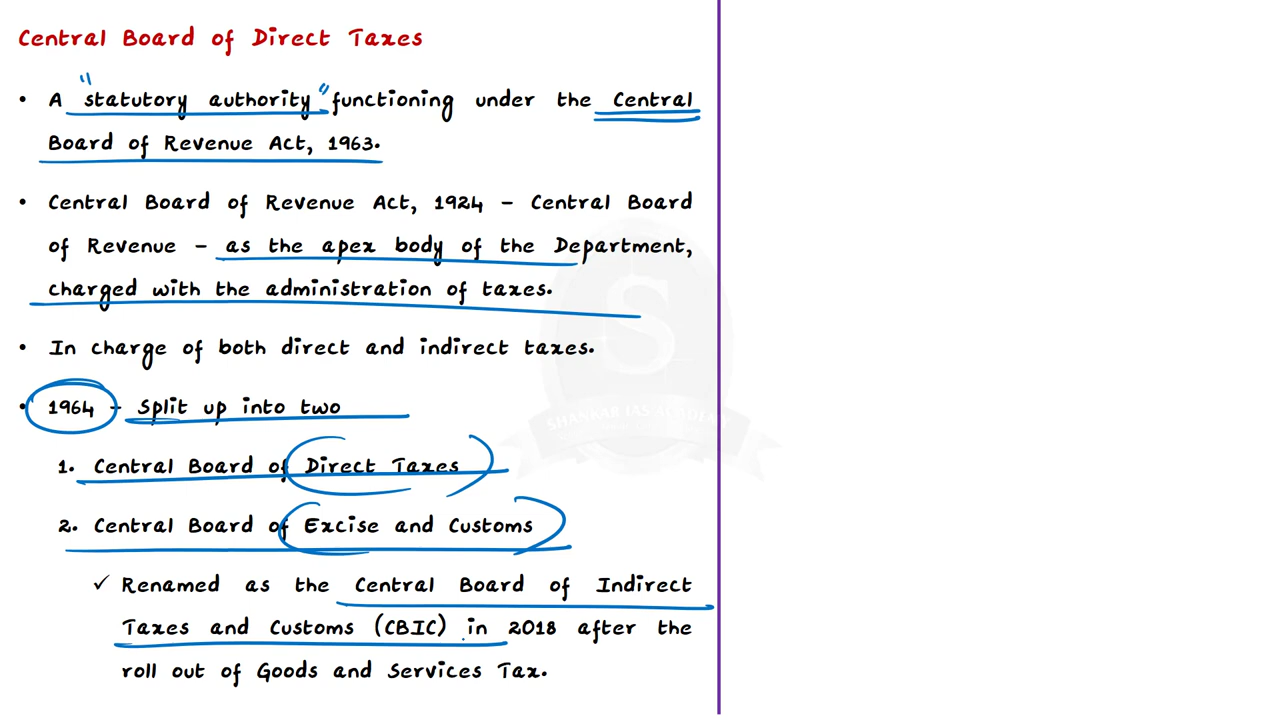 Central Board of Direct Taxes
• A "statutory authority" functioning under the Central
Board of Revenue Act, 1963.
• Central Board of Revenue Act, 1924 – Central Board
of Revenue – as the apex body of the Department,
charged with the administration of taxes.
• In charge of both direct and indirect taxes.
• 1964 – Split up into two
1. Central Board of Direct Taxes
2. Central Board of Excise and Customs
✓ Renamed as the Central Board of Indirect
Taxes and Customs (CBIC) in 2018 after the
roll out of Goods and Services Tax.
S
SHANKAR IAS ACADEMY